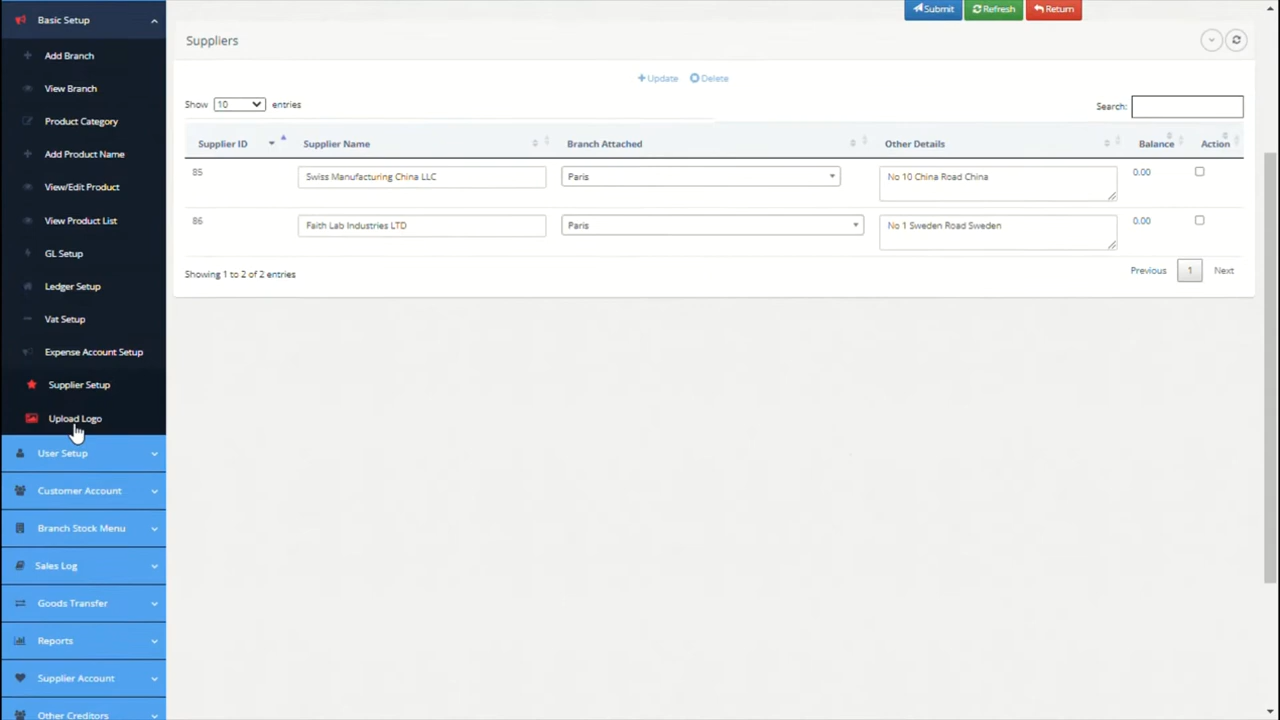 Basic Setup
Add Branch
View Branch
Product Category
Add Product Name
View/Edit Product
View Product List
GL Setup
Ledger Setup
Vat Setup
Expense Account Setup
Supplier Setup
Upload Logo
User Setup
Customer Account
Branch Stock Menu
Sales Log
Goods Transfer
Reports
Supplier Account
Other Creditors
Submit Refresh Return
Suppliers
Update Delete
Show 10 entries
Search:
Supplier ID Supplier Name Branch Attached Other Details Balance Action
85 Swiss Manufacturing China LLC Paris No 10 China Road China 0.00
86 Faith Lab Industries LTD Paris No 1 Sweden Road Sweden 0.00
Showing 1 to 2 of 2 entries
Previous 1 Next